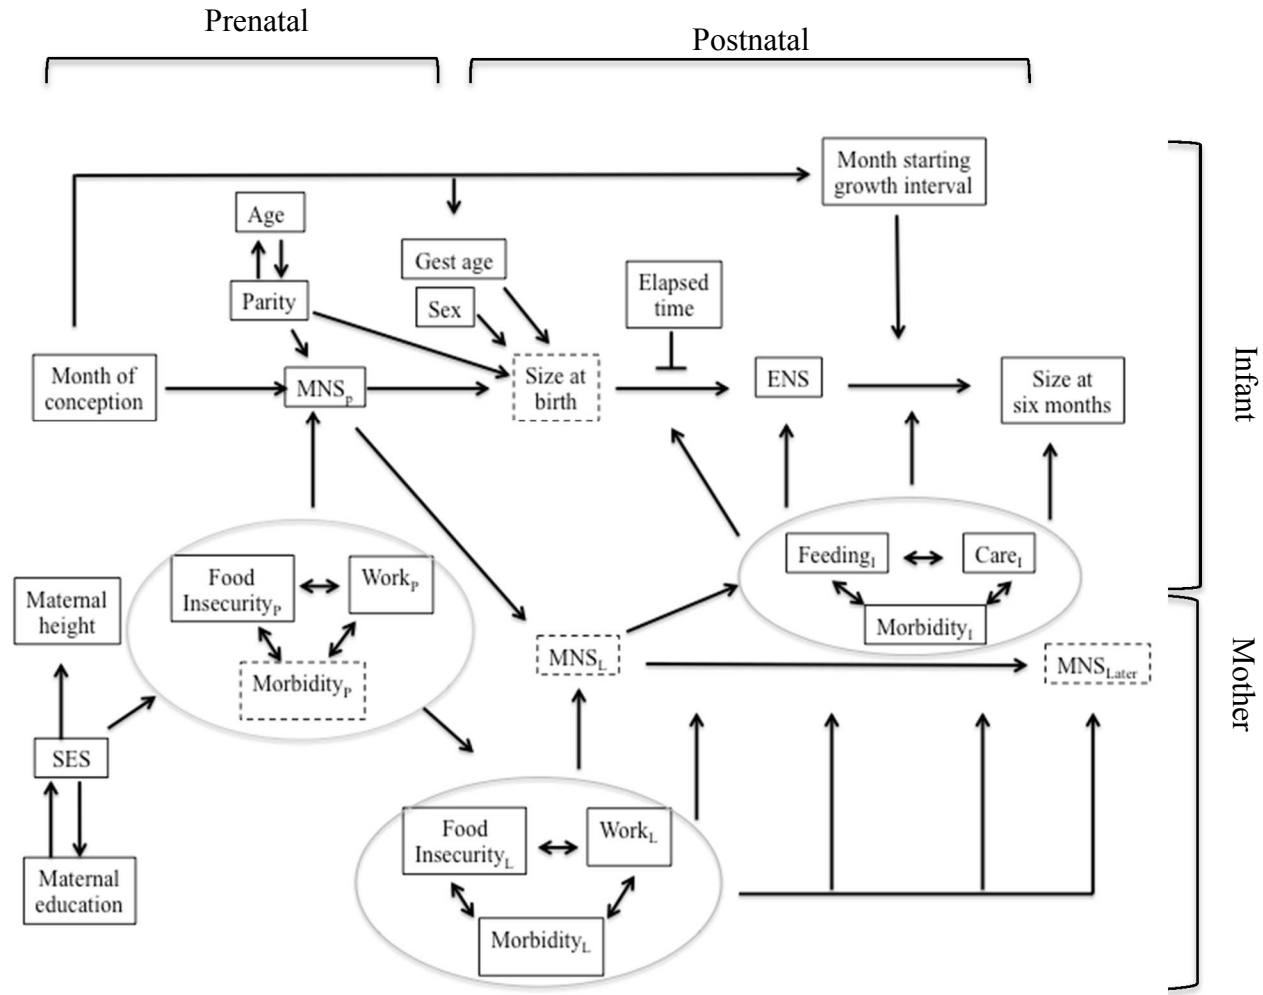 Prenatal
Postnatal
Month starting
growth interval
Age
Gest age
Parity
Sex
Elapsed
time
Month of
conception
MNSp
Size at
birth
ENS
Size at
six months
Infant
Food
InsecurityP
WorkP
MorbidityP
FeedingI
CareI
MorbidityI
Maternal
height
MNSL
MNSLater
Mother
SES
Food
InsecurityL
WorkL
MorbidityL
Maternal
education